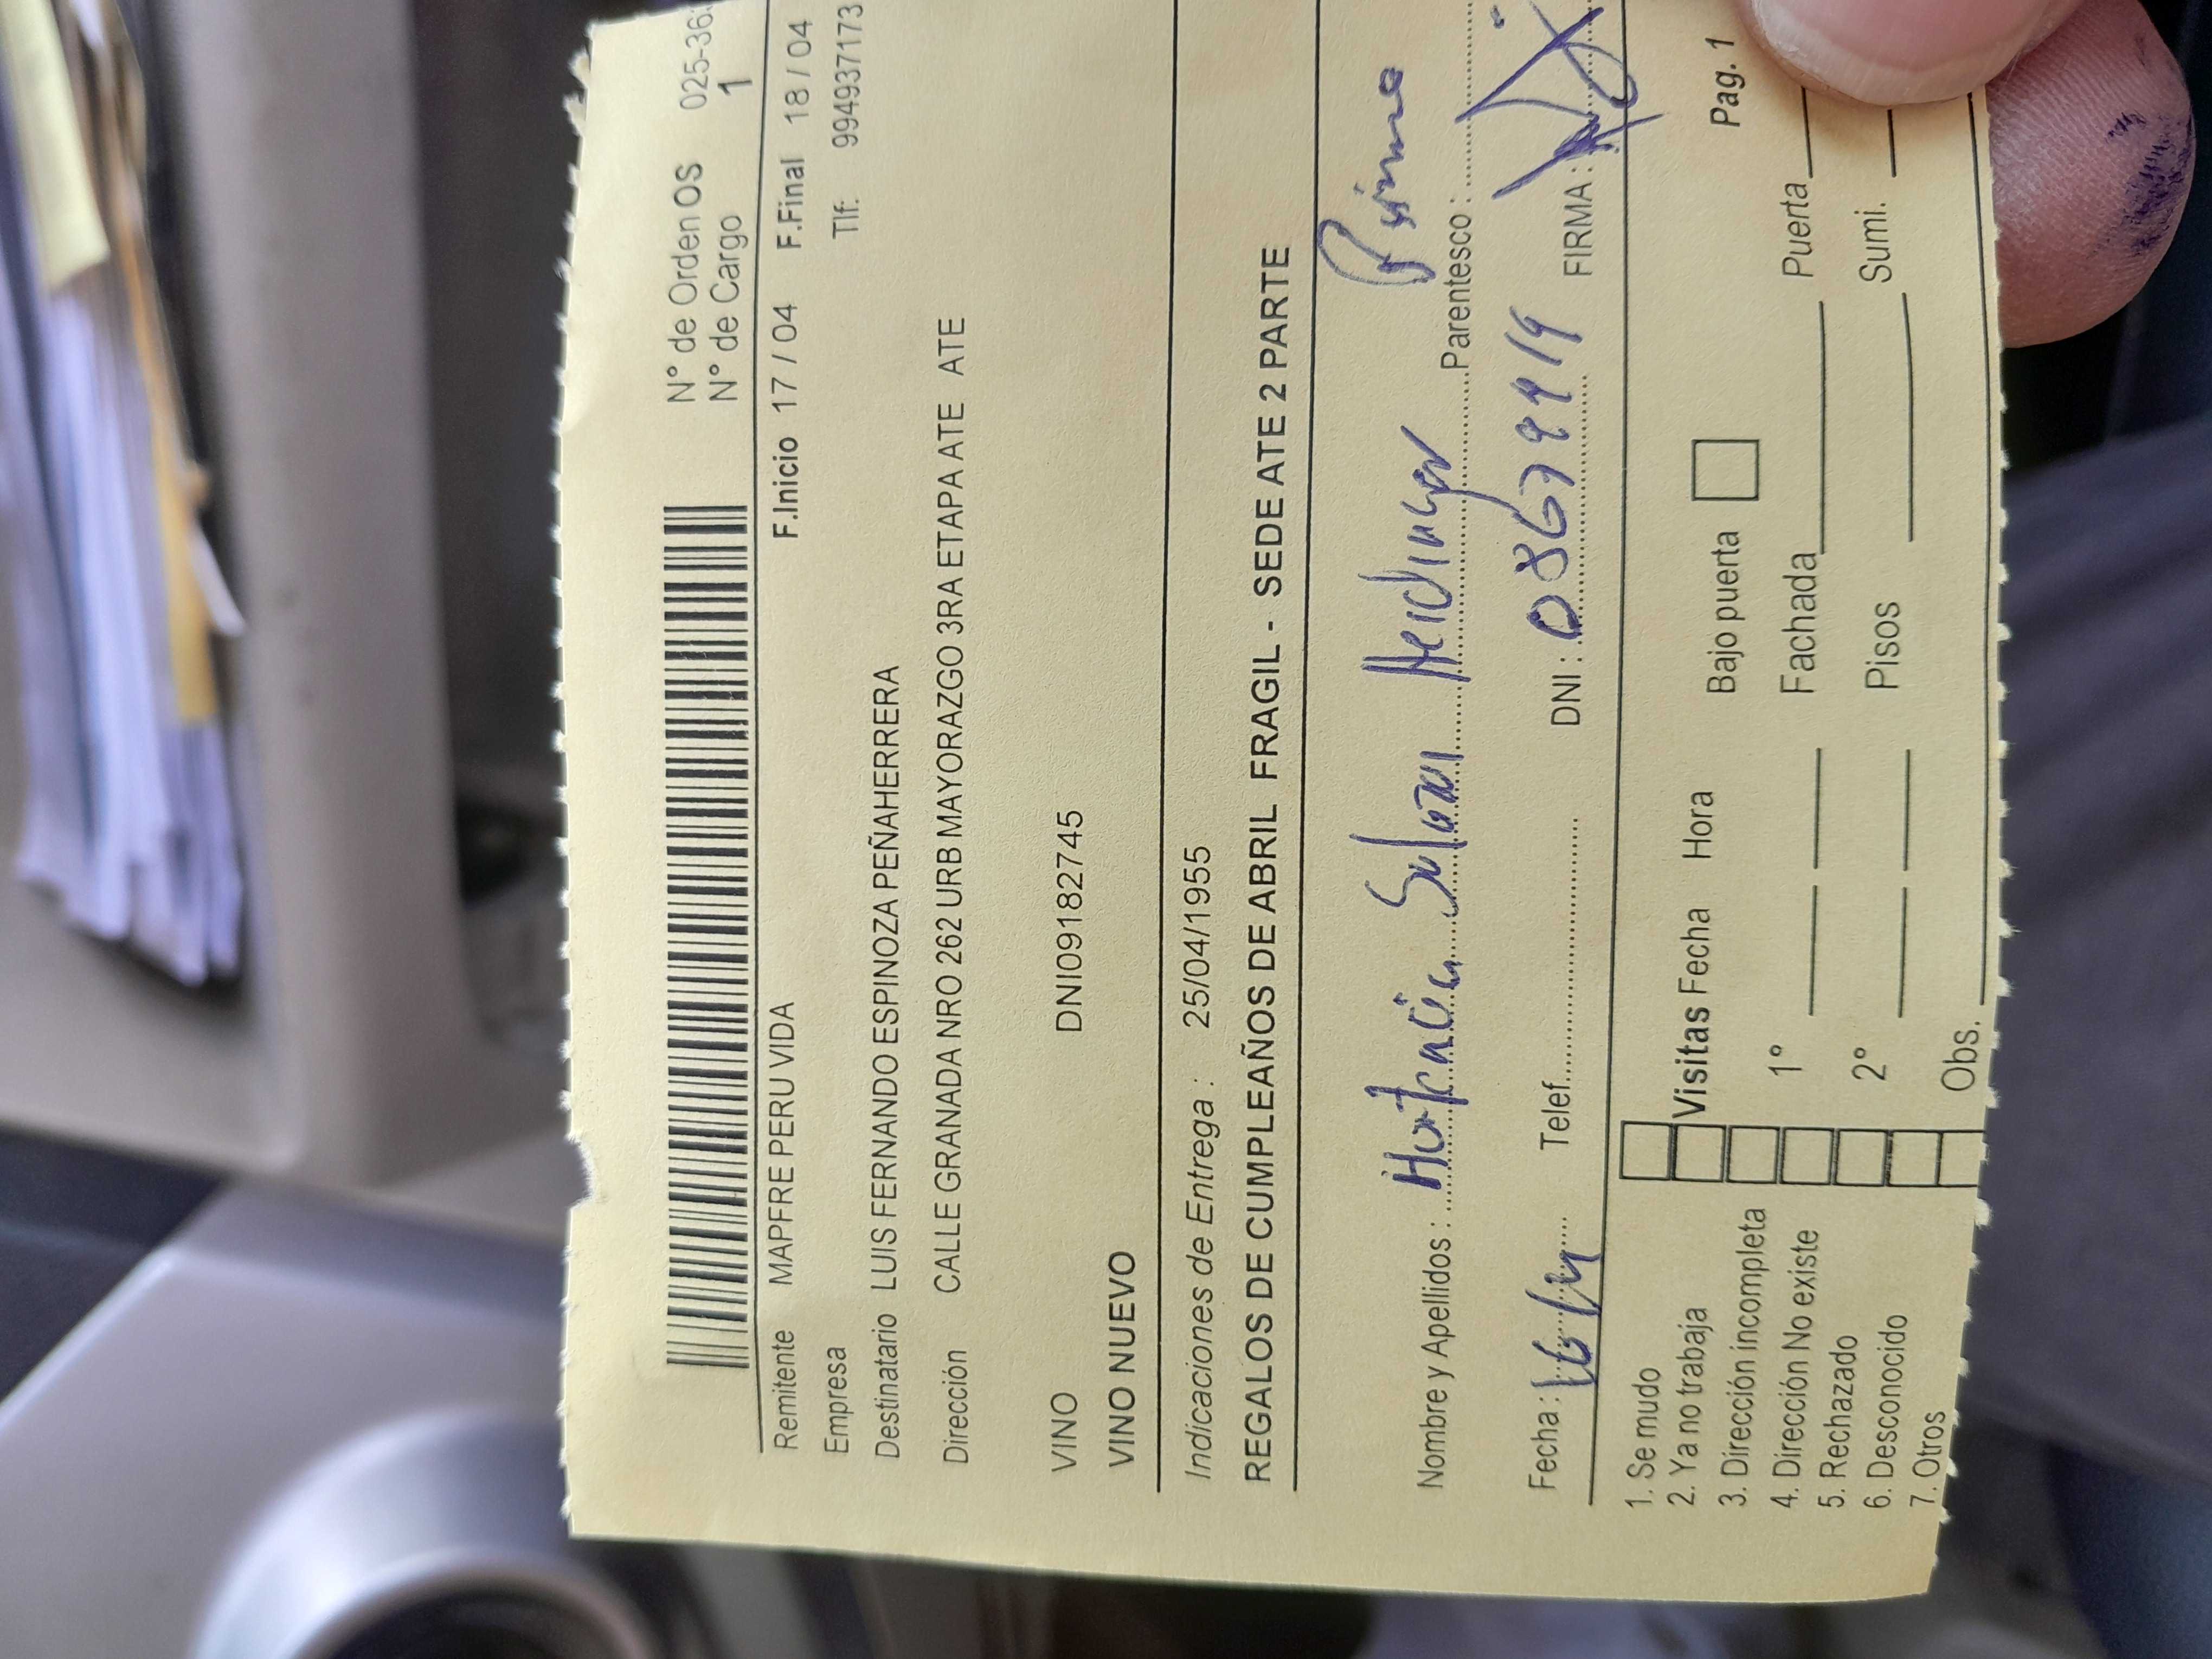 N° de Orden OS 025-36
N° de Cargo 1
F.Inicio 17 / 04 F.Final 18 / 04
Remitente MAPFRE PERU VIDA
Empresa Tlf: 994937173
Destinatario LUIS FERNANDO ESPINOZA PEÑAHERRERA
Dirección CALLE GRANADA NRO 262 URB MAYORAZGO 3RA ETAPA ATE ATE
VINO DNI09182745
VINO NUEVO
Indicaciones de Entrega : 25/04/1955
REGALOS DE CUMPLEAÑOS DE ABRIL FRAGIL - SEDE ATE 2 PARTE
Nombre y Apellidos : Hortencia Parentesco :
Fecha : Telef. DNI : FIRMA :
1. Se mudo
2. Ya no trabaja
3. Dirección incompleta
4. Dirección No existe
5. Rechazado
6. Desconocido
7. Otros
Visitas Fecha Hora Bajo puerta Pag. 1
1° Fachada Puerta
2° Pisos Sumi.
Obs.